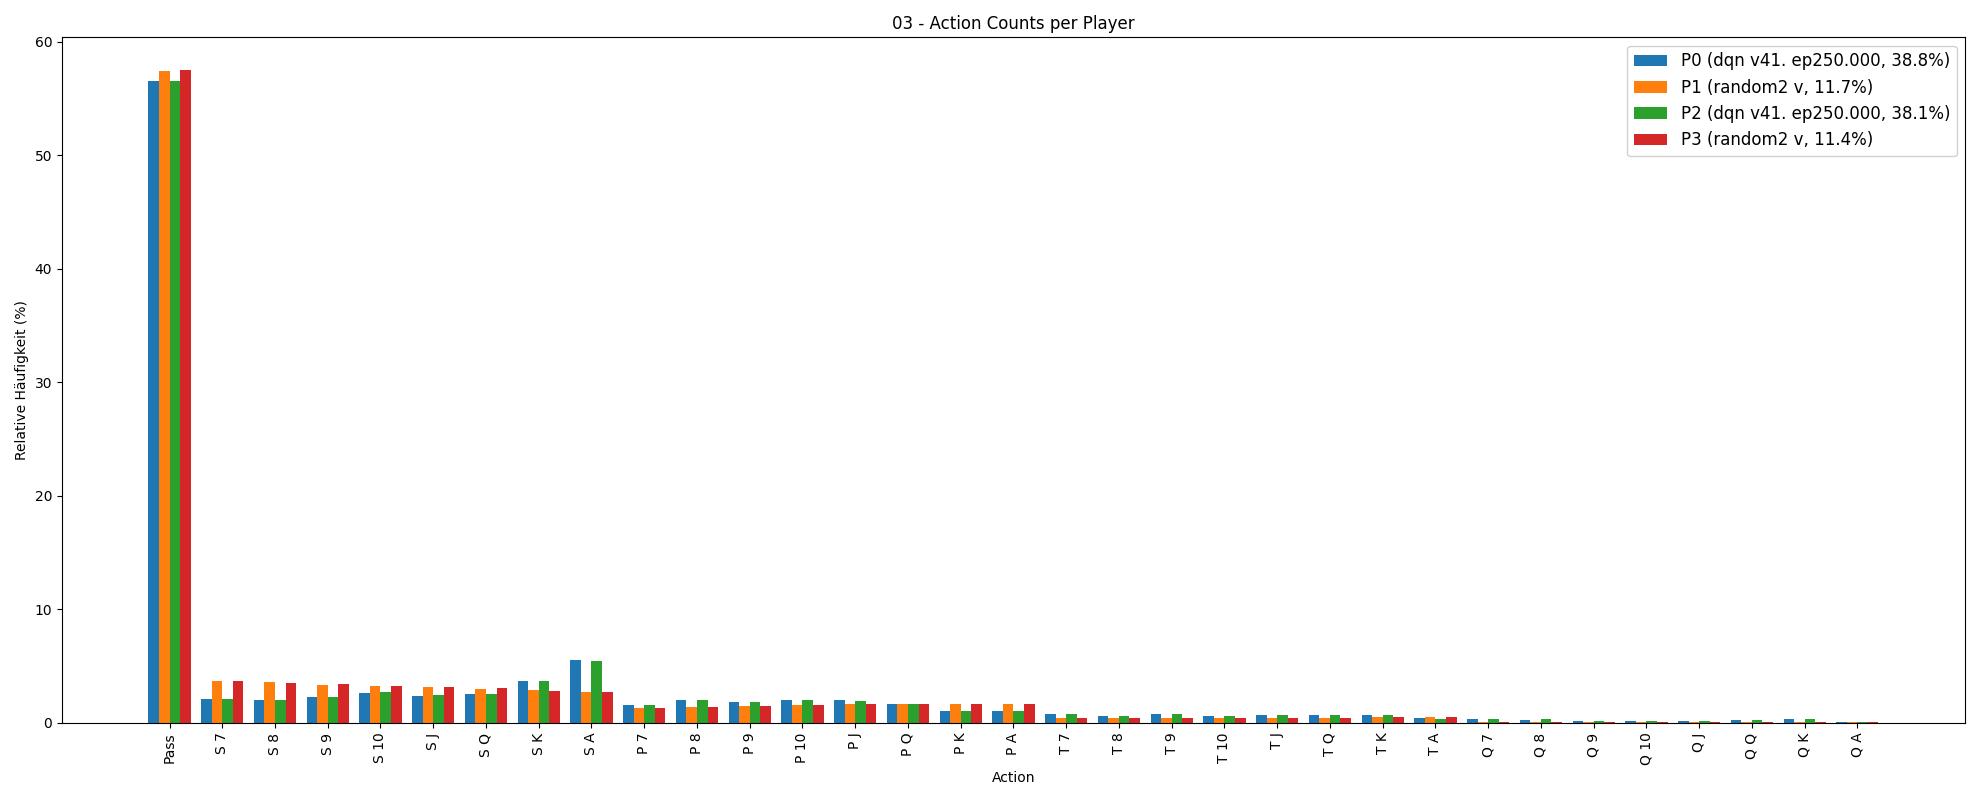 03 - Action Counts per Player
60
50
40
30
20
10
0
Relative Häufigkeit (%)
P0 (dqn v41. ep250.000, 38.8%)
P1 (random2 v, 11.7%)
P2 (dqn v41. ep250.000, 38.1%)
P3 (random2 v, 11.4%)
Pass
S 7
S 8
S 9
S 10
S J
S Q
S K
S A
P 7
P 8
P 9
P 10
P J
P Q
P K
P A
T 7
T 8
T 9
T 10
T J
T Q
T K
T A
Q 7
Q 8
Q 9
Q 10
Q J
Q Q
Q K
Q A
Action